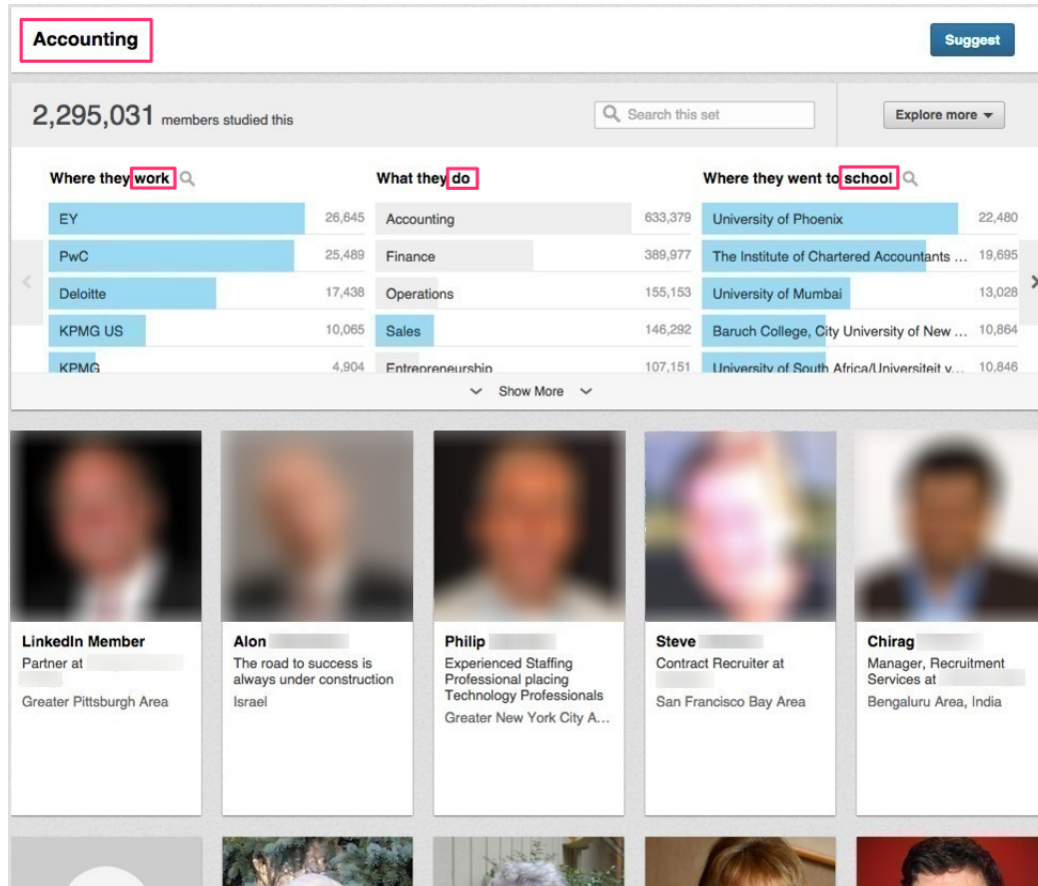 Accounting
Suggest
2,295,031 members studied this
Search this set
Explore more
Where they work
EY 26,645
PwC 25,489
Deloitte 17,438
KPMG US 10,065
KPMG 4,904
What they do
Accounting 633,379
Finance 389,977
Operations 155,153
Sales 146,292
Entrepreneurship 107,151
Where they went to school
University of Phoenix 22,480
The Institute of Chartered Accountants ... 19,695
University of Mumbai 13,028
Baruch College, City University of New ... 10,864
University of South Africa/Universiteit v... 10,846
Show More
LinkedIn Member
Partner at
Greater Pittsburgh Area
Alon
The road to success is
always under construction
Israel
Philip
Experienced Staffing
Professional placing
Technology Professionals
Greater New York City A...
Steve
Contract Recruiter at
San Francisco Bay Area
Chirag
Manager, Recruitment
Services at
Bengaluru Area, India